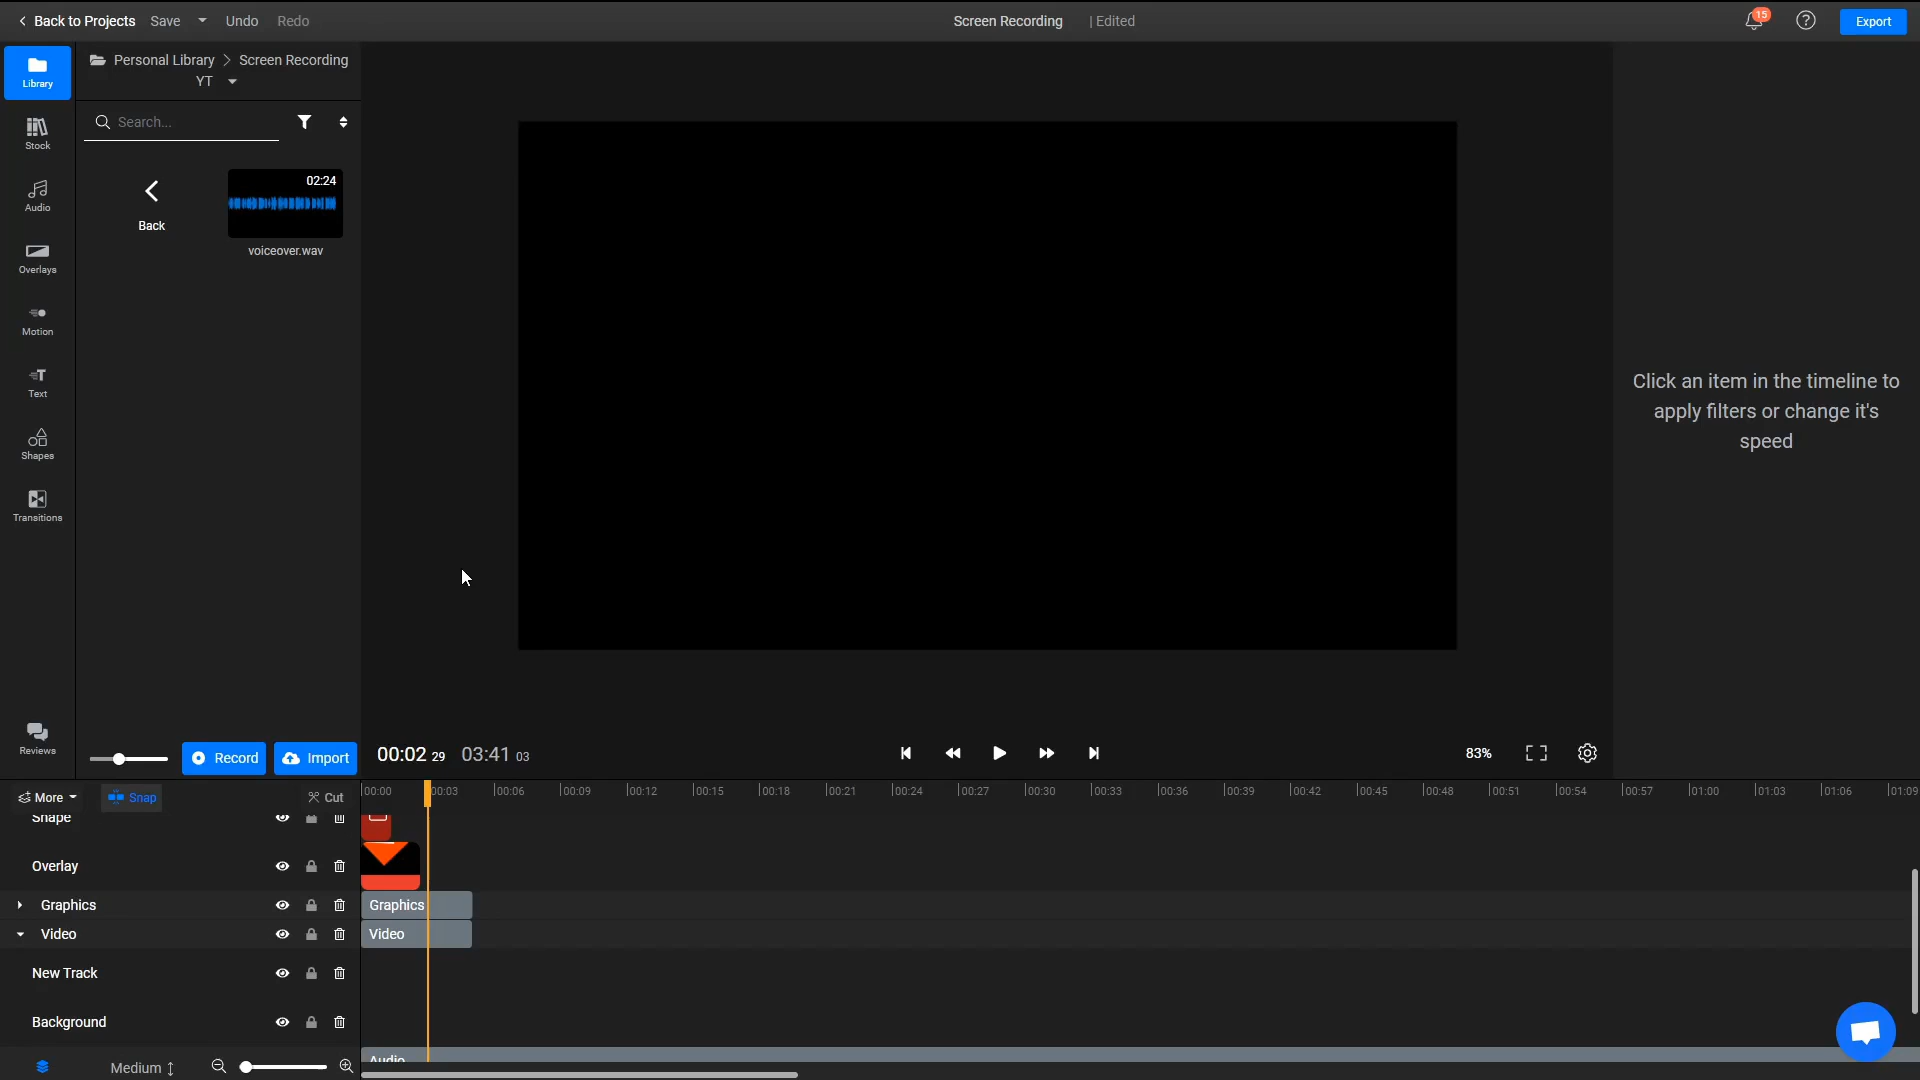 Back to Projects Save Undo Redo Screen Recording | Edited 15 ? Export
Library
Personal Library > Screen Recording
YT
Search...
Stock
02:24
Back
voiceover.wav
Audio
Overlays
Motion
Text
Shapes
Transitions
Click an item in the timeline to
apply filters or change it's
speed
Reviews
Record Import 00:02 29 03:41 03 83%
More Snap Cut 00:00 00:03 00:06 00:09 00:12 00:15 00:18 00:21 00:24 00:27 00:30 00:33 00:36 00:39 00:42 00:45 00:48 00:51 00:54 00:57 01:00 01:03 01:06 01:09
Shape
Overlay
Graphics Graphics
Video Video
New Track
Background
Audio
Medium